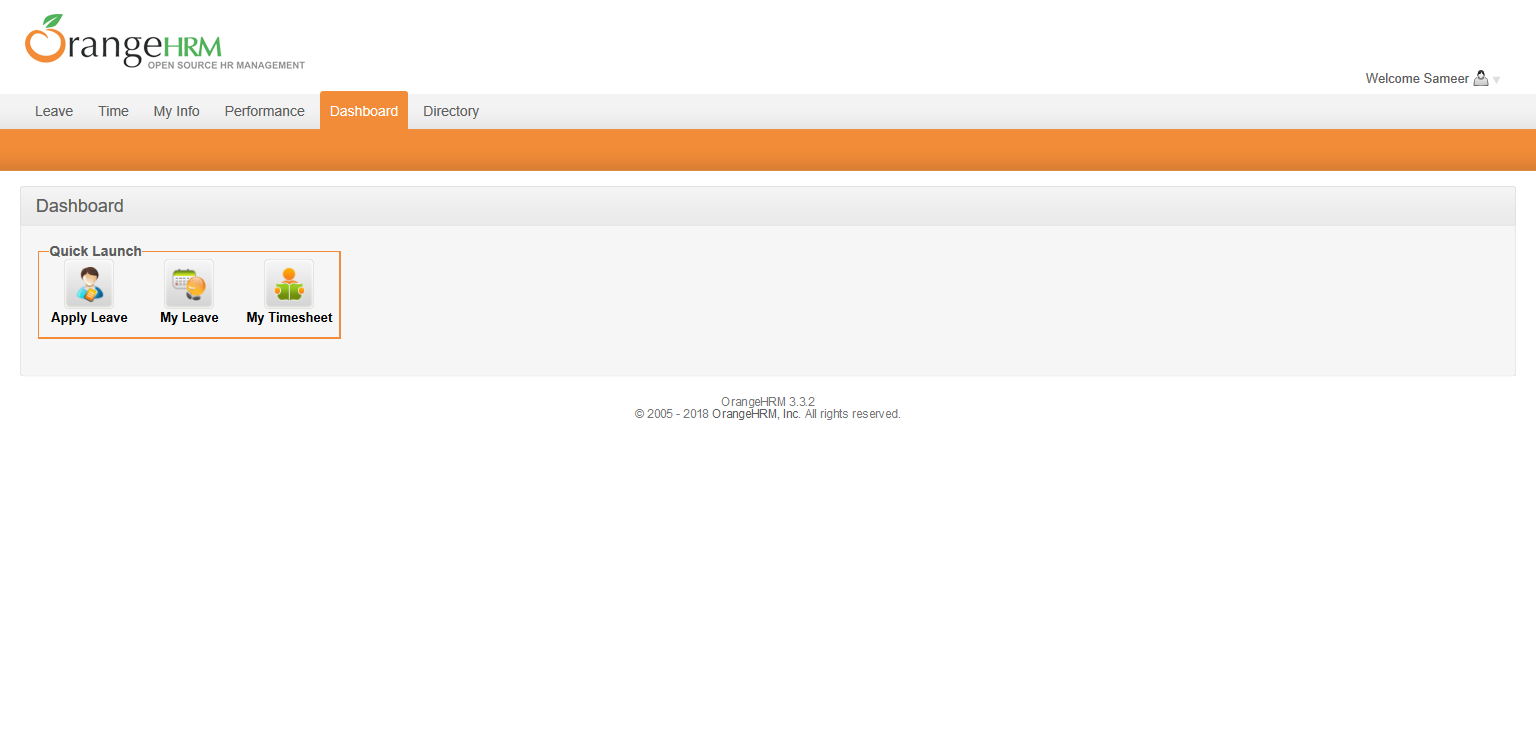 OrangeHRM
OPEN SOURCE HR MANAGEMENT
Welcome Sameer
Leave Time My Info Performance Dashboard Directory
Dashboard
Quick Launch
Apply Leave My Leave My Timesheet
OrangeHRM 3.3.2
© 2005 - 2018 OrangeHRM, Inc. All rights reserved.